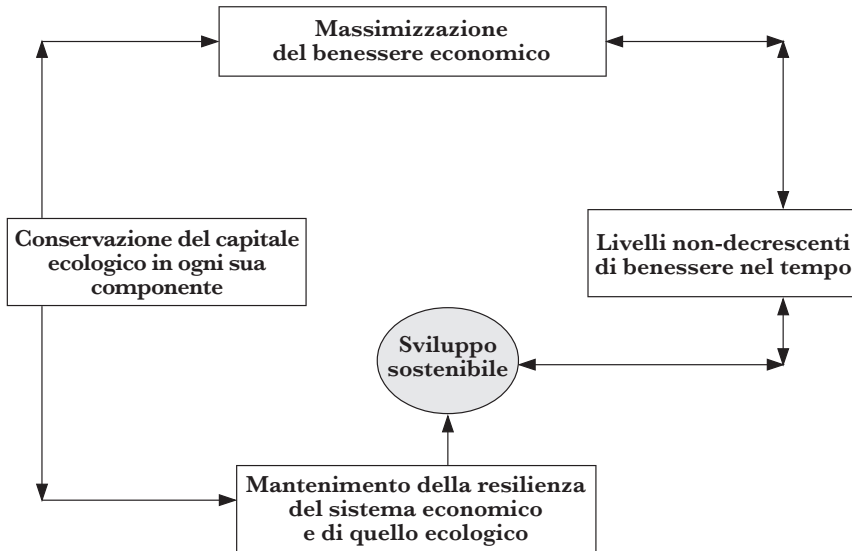 Massimizzazione
del benessere economico
Conservazione del capitale
ecologico in ogni sua
componente
Livelli non-decrescenti
di benessere nel tempo
Sviluppo
sostenibile
Mantenimento della resilienza
del sistema economico
e di quello ecologico